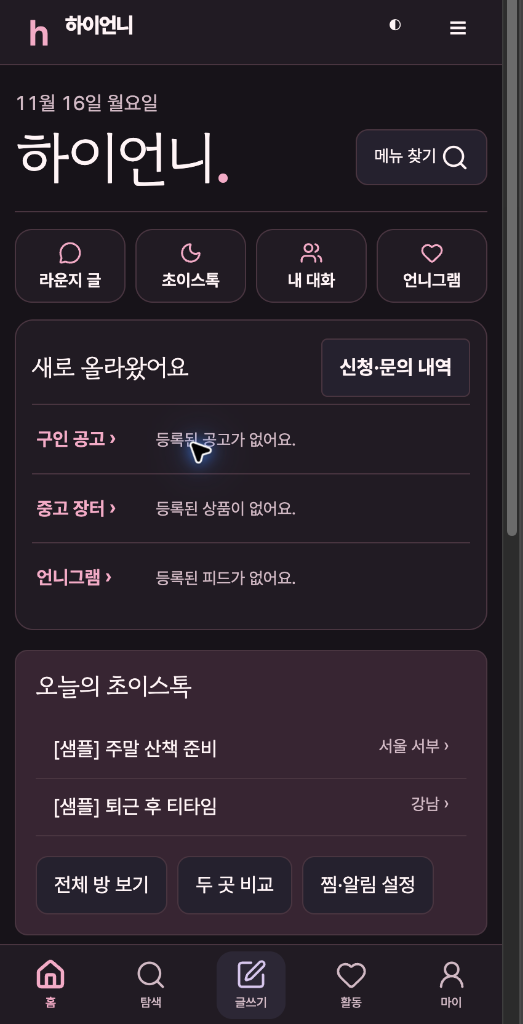 h 하이언니
11월 16일 월요일
하이언니.
메뉴 찾기
라운지 글
초이스톡
내 대화
언니그램
새로 올라왔어요
신청·문의 내역
구인 공고 ›
등록된 공고가 없어요.
중고 장터 ›
등록된 상품이 없어요.
언니그램 ›
등록된 피드가 없어요.
오늘의 초이스톡
[샘플] 주말 산책 준비
서울 서부 ›
[샘플] 퇴근 후 티타임
강남 ›
전체 방 보기
두 곳 비교
찜·알림 설정
홈
탐색
글쓰기
활동
마이